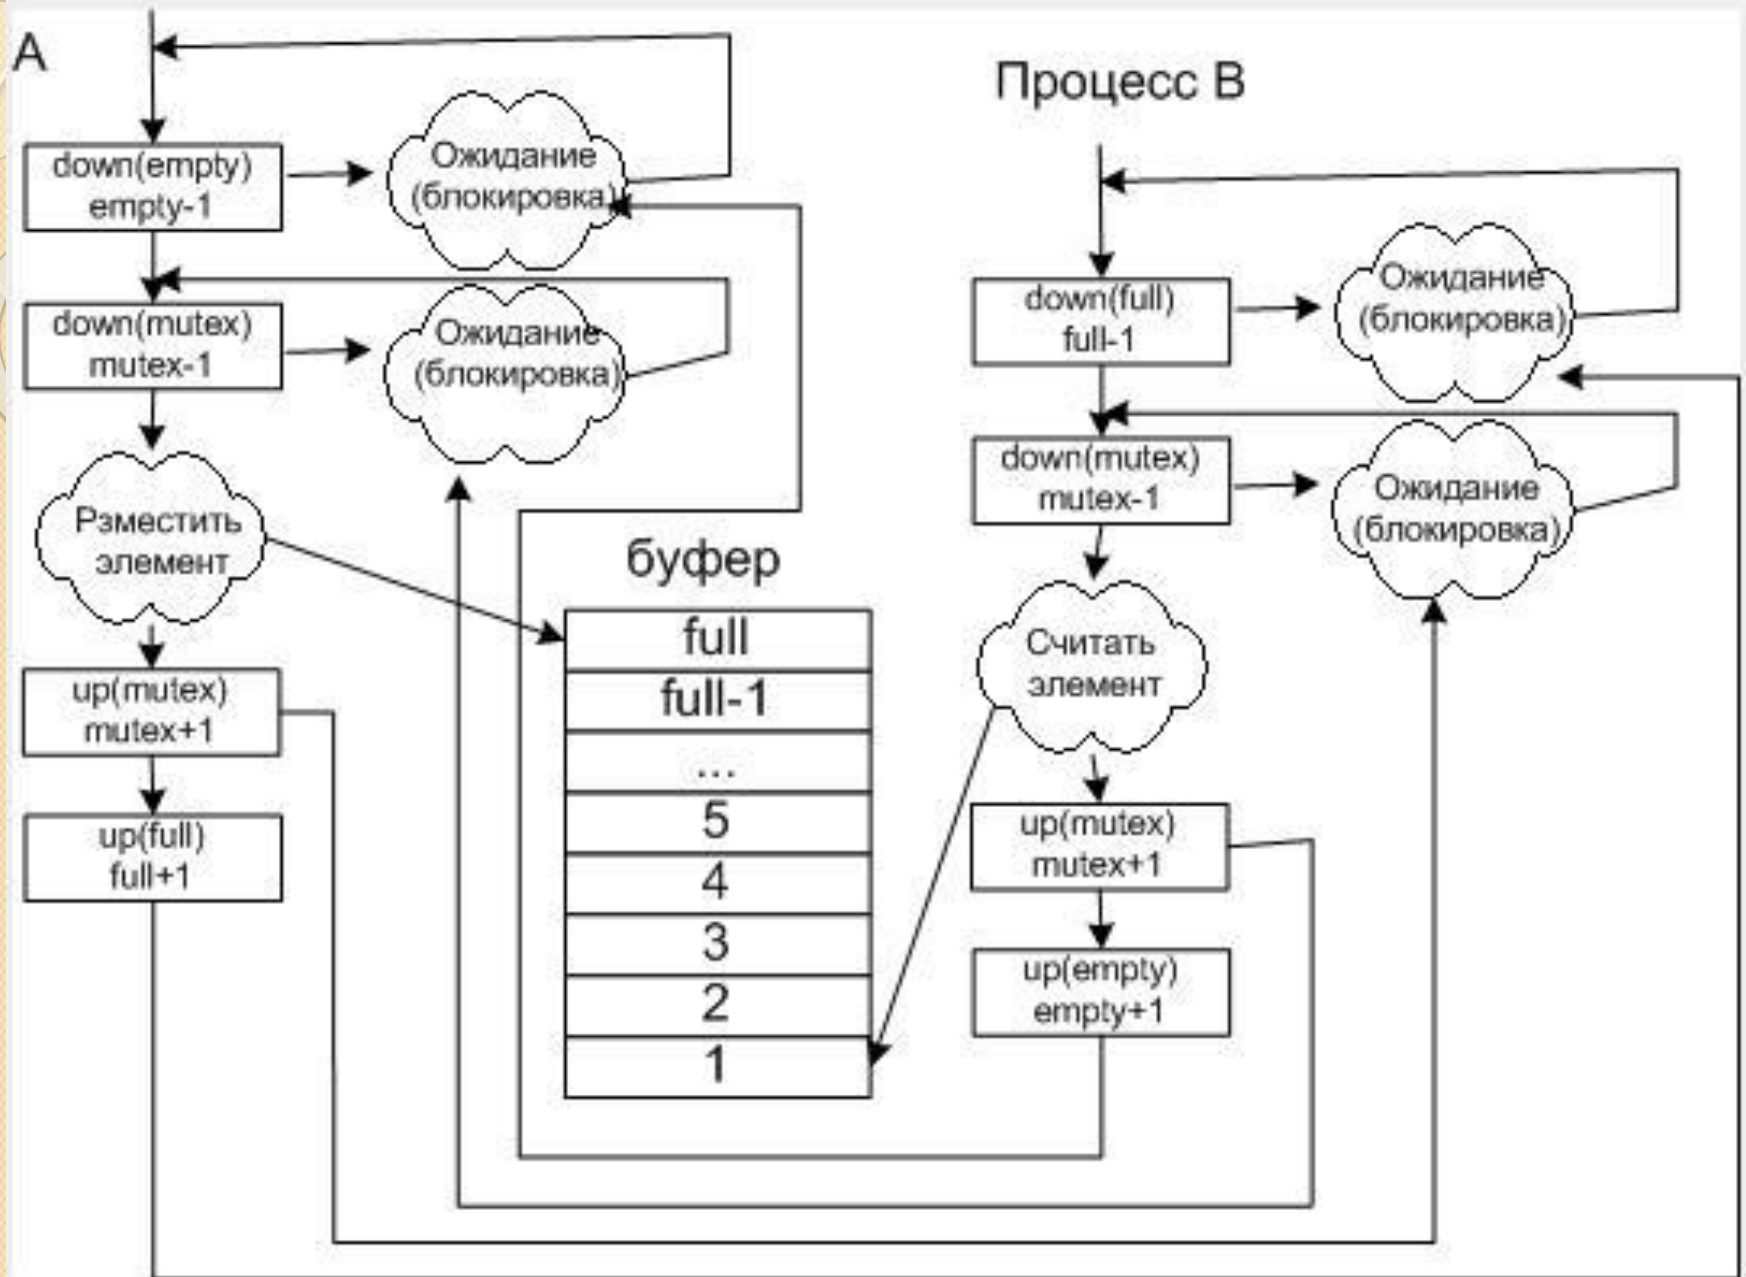 А
down(empty)
empty-1
Ожидание
(блокировка)
down(mutex)
mutex-1
Ожидание
(блокировка)
Рзместить
элемент
up(mutex)
mutex+1
up(full)
full+1
буфер
full
full-1
...
5
4
3
2
1
Процесс В
down(full)
full-1
Ожидание
(блокировка)
down(mutex)
mutex-1
Ожидание
(блокировка)
Считать
элемент
up(mutex)
mutex+1
up(empty)
empty+1